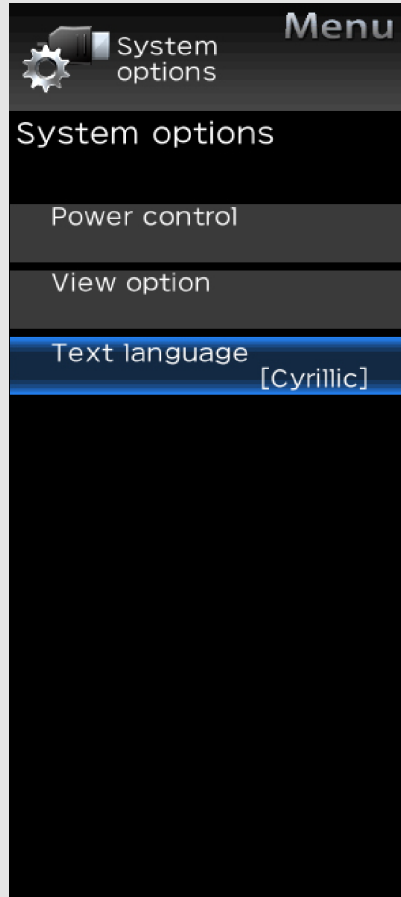 Menu
System
options
System options
Power control
View option
Text language
[Cyrillic]